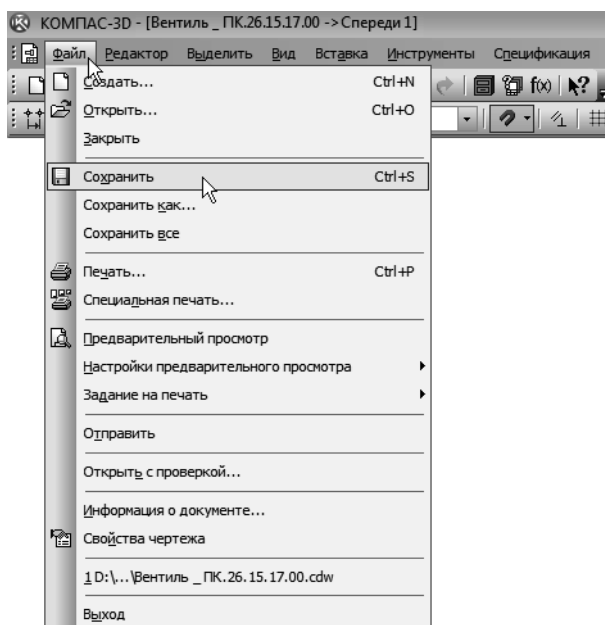 КОМПАС-3D - [Вентиль _ ПК.26.15.17.00 ->Спереди 1]
Файл Редактор Выделить Вид Вставка Инструменты Спецификация
Создать... Ctrl+N
f(x)
Открыть... Ctrl+O
Закрыть
Сохранить Ctrl+S
Сохранить как...
Сохранить все
Печать... Ctrl+P
Специальная печать...
Предварительный просмотр
Настройки предварительного просмотра
Задание на печать
Отправить
Открыть с проверкой...
Информация о документе...
Свойства чертежа
1 D:\...\Вентиль _ ПК.26.15.17.00.cdw
Выход